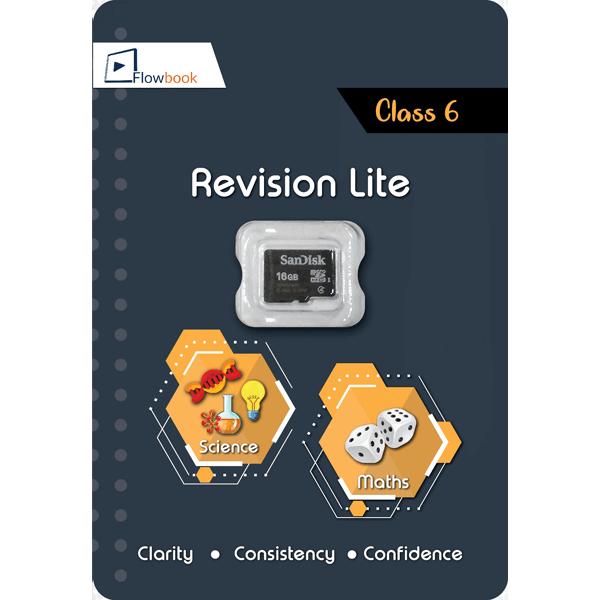 Flowbook
Class 6
Revision Lite
SanDisk
16GB
Science
Maths
Clarity • Consistency • Confidence